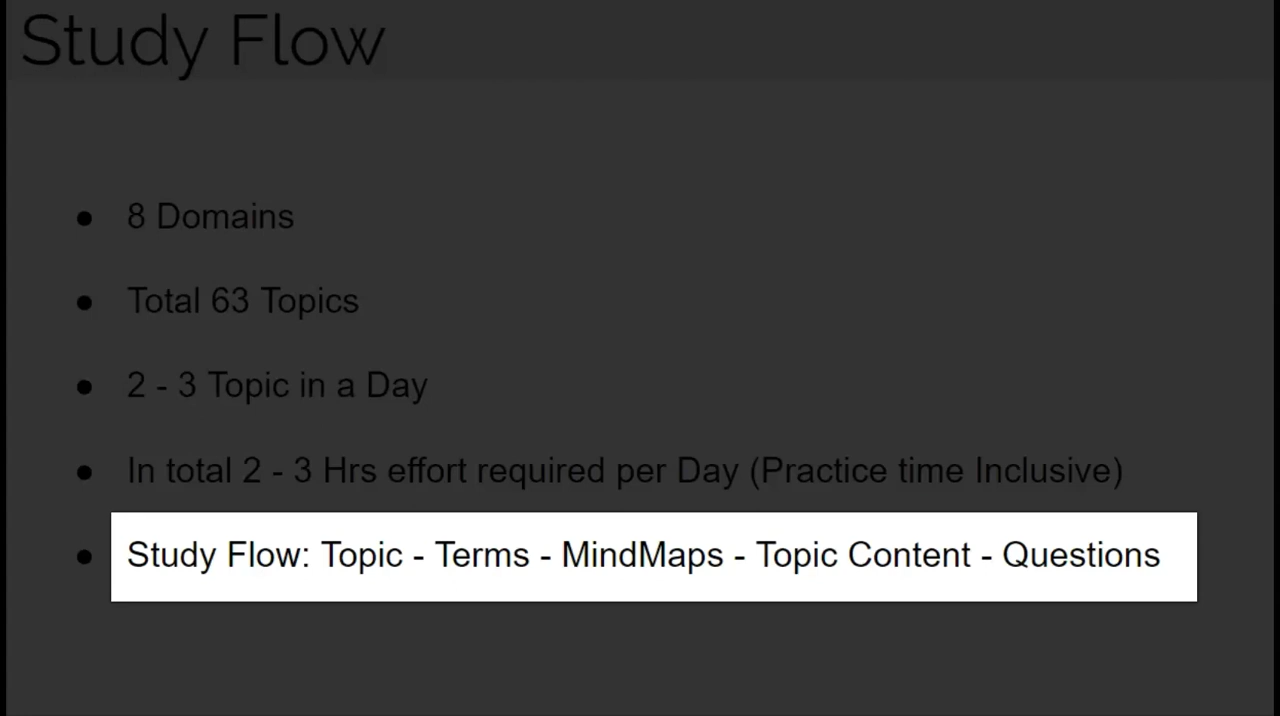 Study Flow
● 8 Domains
● Total 63 Topics
● 2 - 3 Topic in a Day
● In total 2 - 3 Hrs effort required per Day (Practice time Inclusive)
● Study Flow: Topic - Terms - MindMaps - Topic Content - Questions